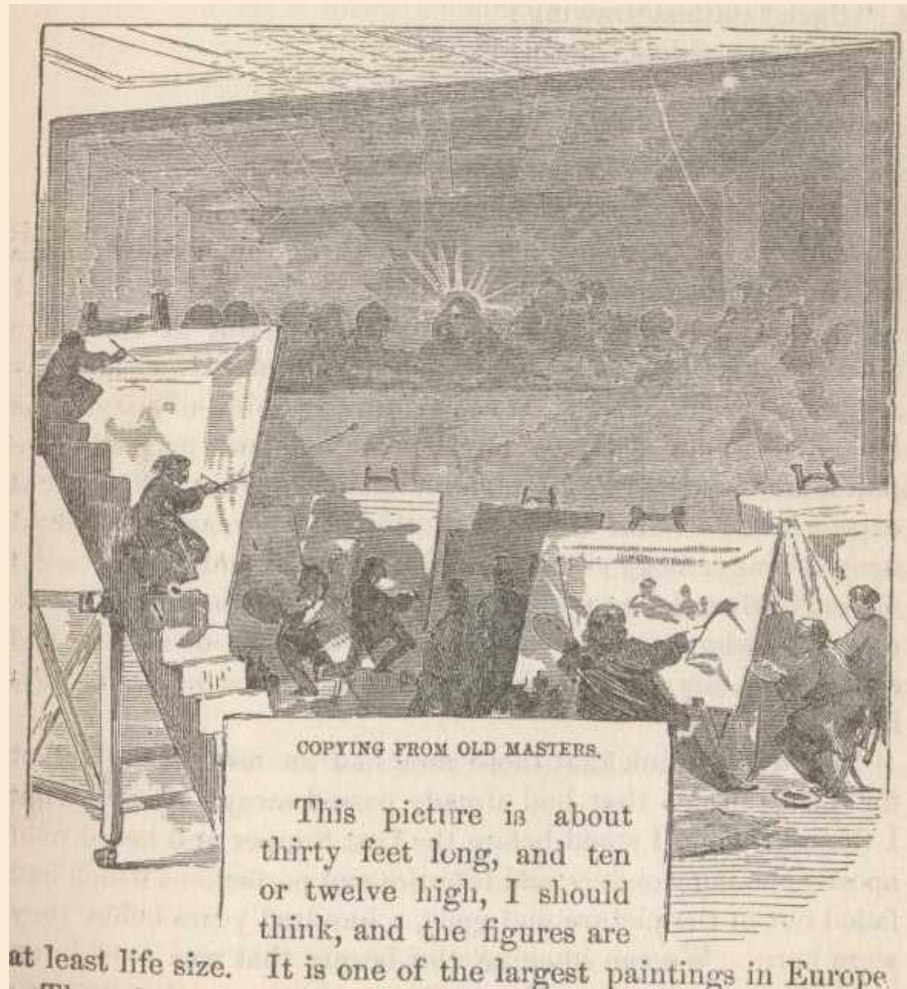 COPYING FROM OLD MASTERS.
This picture is about
thirty feet long, and ten
or twelve high, I should
think, and the figures are
at least life size. It is one of the largest paintings in Europe